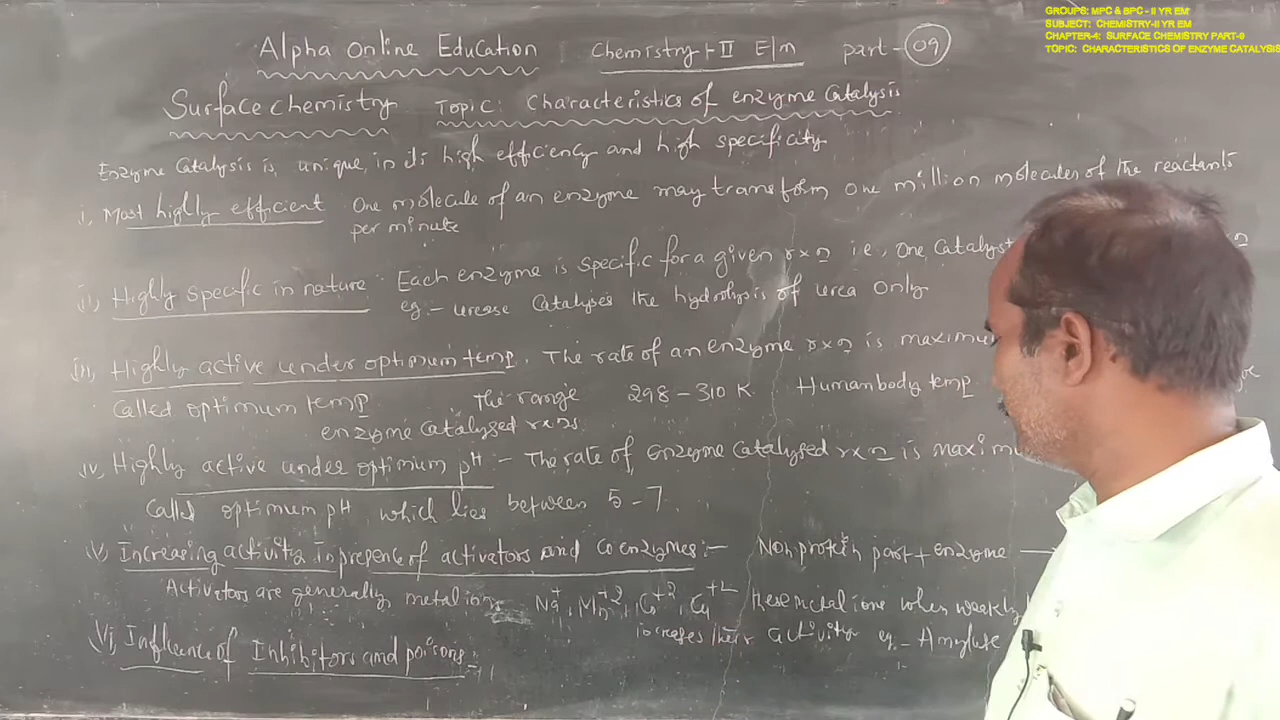 GROUPS: MPC & BPC - II YR EM
SUBJECT: CHEMISTRY-II YR EM
CHAPTER-4: SURFACE CHEMISTRY PART-9
TOPIC: CHARACTERISTICS OF ENZYME CATALYSIS
Alpha Online Education Chemistry-II E/m part-09
Surface chemistry Topic: Characteristics of enzyme Catalysis
Enzyme Catalysis is unique in its high efficiency and high specificity
i, Most highly efficient One molecule of an enzyme may transform one million molecules of the reactants
per minute
ii, Highly specific in nature: Each enzyme is specific for a given rxn i.e., one Catalyst
eg:- urease Catalyses the hydrolysis of urea only
iii, Highly active under optimum temp. The rate of an enzyme rxn is maximu
Called optimum temp. The range 298 - 310 K. Human body temp
enzyme catalysed rxns.
iv, Highly active under optimum pH - The rate of enzyme catalysed rxn is maximu
Called optimum pH which lies between 5-7.
v, Increasing activity in presence of activators and Co enzymes:- Non protein part + enzyme →
Activators are generally metal ions Na+, Mn+2, Co+2, Cu+2 these metal ions when weakly
increases their activity eg:- Amylase
vi, Influence of Inhibitors and poisons:-